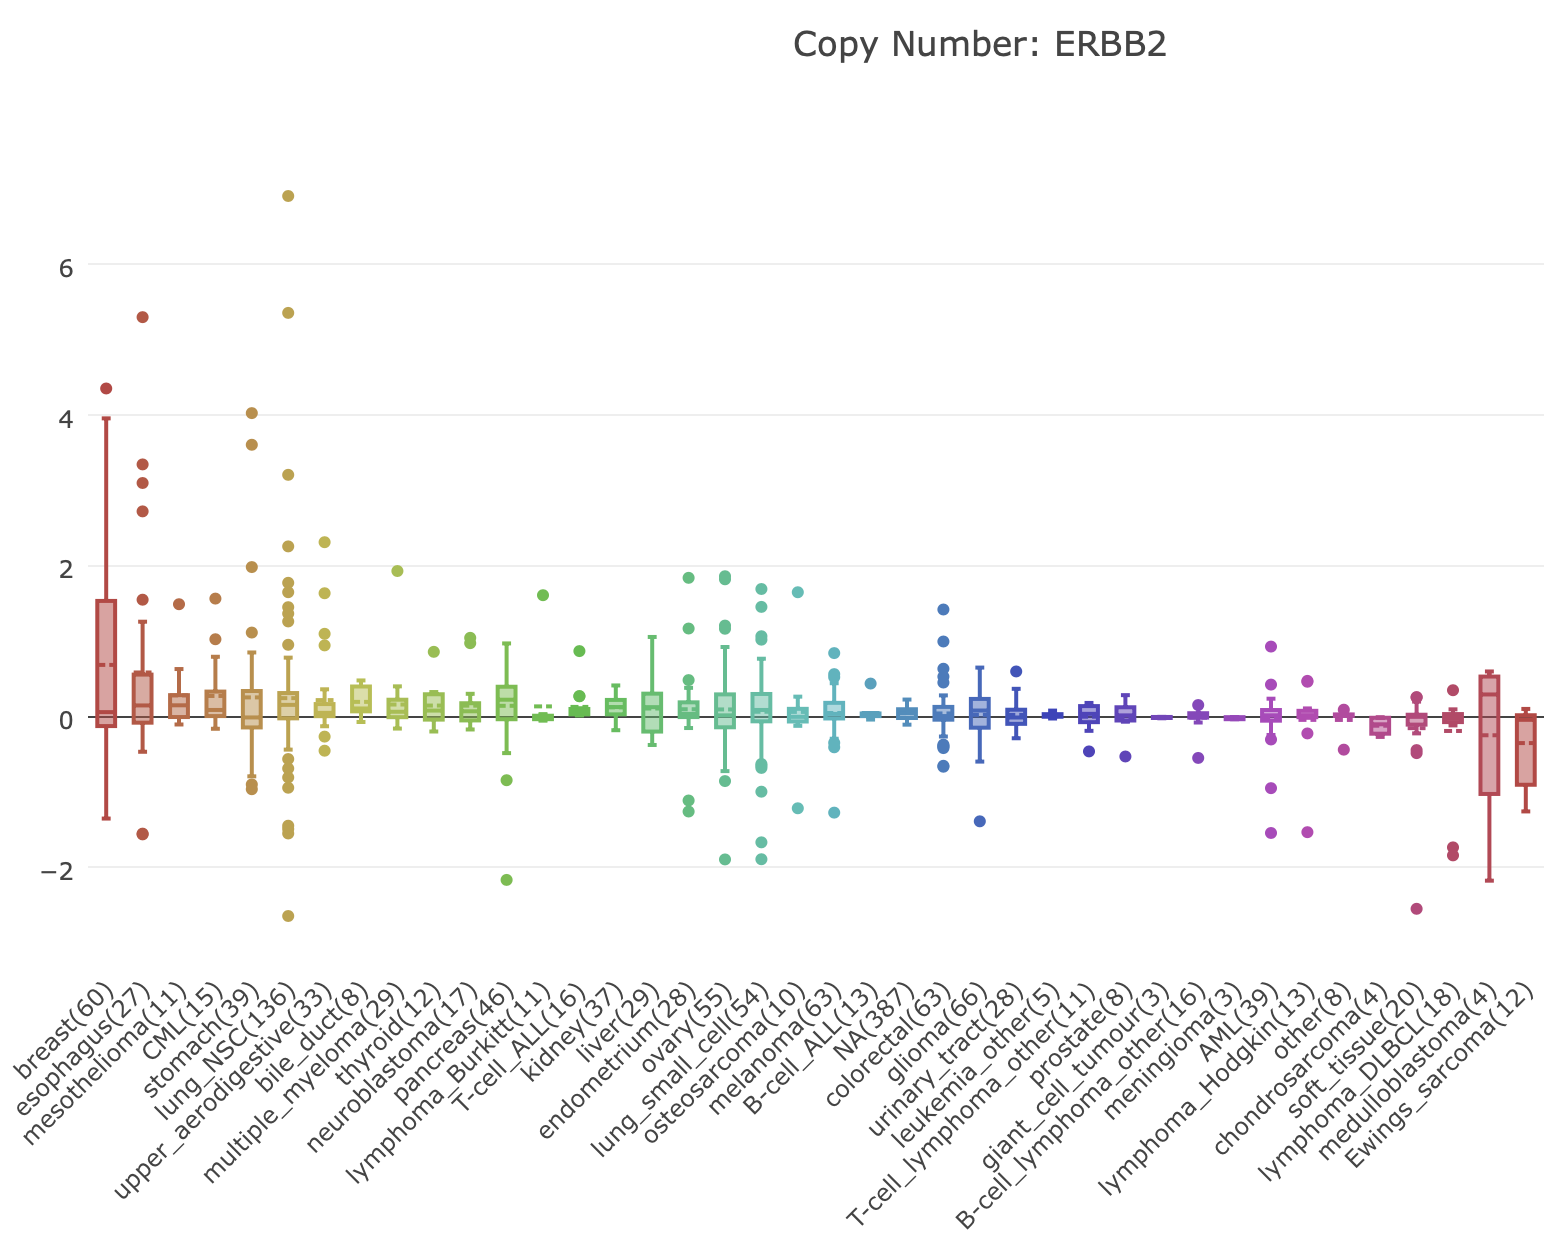 Copy Number: ERBB2
6
4
2
0
−2
breast(60)
esophagus(27)
mesothelioma(11)
CML(15)
stomach(39)
lung_NSC(136)
upper_aerodigestive(33)
bile_duct(8)
multiple_myeloma(29)
thyroid(12)
neuroblastoma(17)
pancreas(46)
lymphoma_Burkitt(11)
T-cell_ALL(16)
kidney(37)
liver(29)
endometrium(28)
ovary(55)
lung_small_cell(54)
osteosarcoma(10)
melanoma(63)
B-cell_ALL(13)
NA(387)
colorectal(63)
glioma(66)
urinary_tract(28)
leukemia_other(5)
T-cell_lymphoma_other(11)
prostate(8)
giant_cell_tumour(3)
B-cell_lymphoma_other(16)
meningioma(3)
AML(39)
lymphoma_Hodgkin(13)
other(8)
chondrosarcoma(4)
soft_tissue(20)
lymphoma_DLBCL(18)
medulloblastoma(4)
Ewings_sarcoma(12)